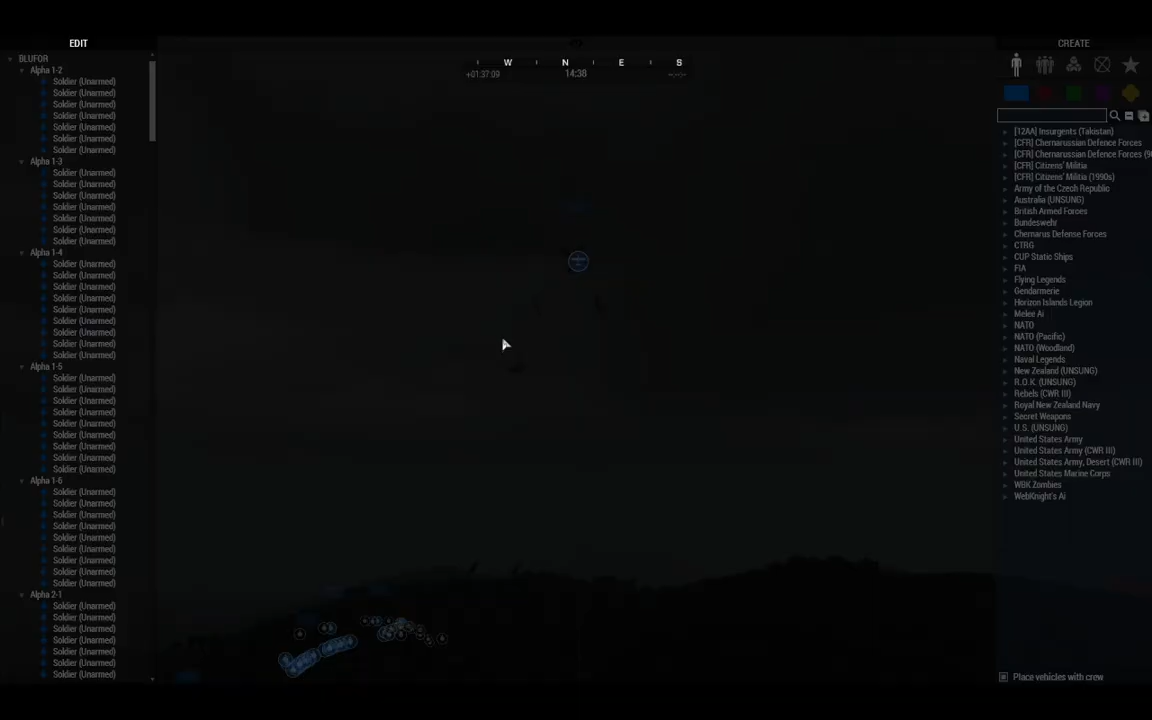 EDIT
BLUFOR
Alpha 1-2
Soldier (Unarmed)
Soldier (Unarmed)
Soldier (Unarmed)
Soldier (Unarmed)
Soldier (Unarmed)
Soldier (Unarmed)
Soldier (Unarmed)
Alpha 1-3
Soldier (Unarmed)
Soldier (Unarmed)
Soldier (Unarmed)
Soldier (Unarmed)
Soldier (Unarmed)
Soldier (Unarmed)
Soldier (Unarmed)
Alpha 1-4
Soldier (Unarmed)
Soldier (Unarmed)
Soldier (Unarmed)
Soldier (Unarmed)
Soldier (Unarmed)
Soldier (Unarmed)
Soldier (Unarmed)
Soldier (Unarmed)
Soldier (Unarmed)
Alpha 1-5
Soldier (Unarmed)
Soldier (Unarmed)
Soldier (Unarmed)
Soldier (Unarmed)
Soldier (Unarmed)
Soldier (Unarmed)
Soldier (Unarmed)
Soldier (Unarmed)
Soldier (Unarmed)
Alpha 1-6
Soldier (Unarmed)
Soldier (Unarmed)
Soldier (Unarmed)
Soldier (Unarmed)
Soldier (Unarmed)
Soldier (Unarmed)
Soldier (Unarmed)
Soldier (Unarmed)
Soldier (Unarmed)
Alpha 2-1
Soldier (Unarmed)
Soldier (Unarmed)
Soldier (Unarmed)
Soldier (Unarmed)
Soldier (Unarmed)
Soldier (Unarmed)
Soldier (Unarmed)
W N E S
+01:37:09 14:38 --:--:--
CREATE
[12AA] Insurgents (Takistan)
[CFR] Chernarussian Defence Forces
[CFR] Chernarussian Defence Forces (90
[CFR] Citizens' Militia
[CFR] Citizens' Militia (1990s)
Army of the Czech Republic
Australia (UNSUNG)
British Armed Forces
Bundeswehr
Chernarus Defense Forces
CTRG
CUP Static Ships
FIA
Flying Legends
Gendarmerie
Horizon Islands Legion
Melee Ai
NATO
NATO (Pacific)
NATO (Woodland)
Naval Legends
New Zealand (UNSUNG)
R.O.K. (UNSUNG)
Rebels (CWR III)
Royal New Zealand Navy
Secret Weapons
U.S. (UNSUNG)
United States Army
United States Army (CWR III)
United States Army, Desert (CWR III)
United States Marine Corps
WBK Zombies
WebKnight's Ai
Place vehicles with crew